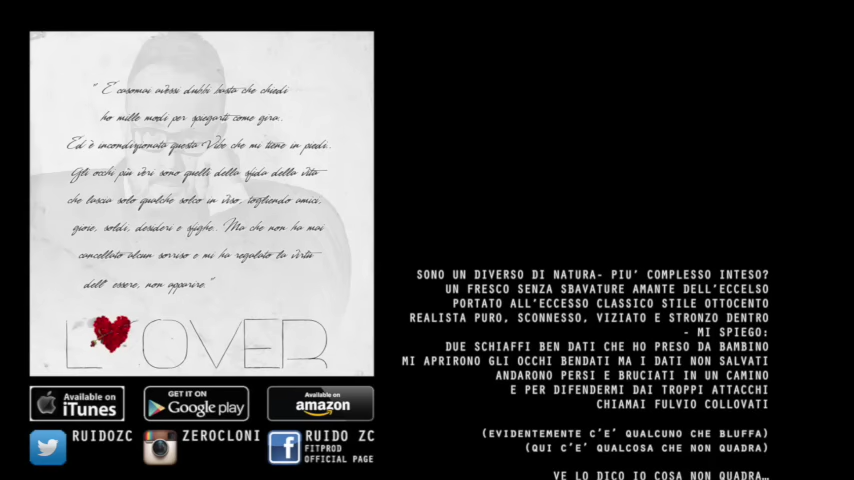 " E casomai avessi dubbi basta che chiedi
ho mille modi per spiegarti come gira..
Ed è incondizionata questa Vibe che mi tiene in piedi..
Gli occhi più veri sono quelli della sfida della vita
che lascia solo qualche solco in viso, togliendo amici,
gioie, soldi, desideri e sfighe.. Ma che non ha mai
cancellato alcun sorriso e mi ha regalato la virtù
dell' essere, non apparire."
L OVER
Available on
iTunes
GET IT ON
Google play
Available on
amazon
RUIDOZC
ZEROCLONI
RUIDO ZC
FITPROD
OFFICIAL PAGE
SONO UN DIVERSO DI NATURA- PIU' COMPLESSO INTESO?
UN FRESCO SENZA SBAVATURE AMANTE DELL'ECCELSO
PORTATO ALL'ECCESSO CLASSICO STILE OTTOCENTO
REALISTA PURO, SCONNESSO, VIZIATO E STRONZO DENTRO
- MI SPIEGO:
DUE SCHIAFFI BEN DATI CHE HO PRESO DA BAMBINO
MI APRIRONO GLI OCCHI BENDATI MA I DATI NON SALVATI
ANDARONO PERSI E BRUCIATI IN UN CAMINO
E PER DIFENDERMI DAI TROPPI ATTACCHI
CHIAMAI FULVIO COLLOVATI
(EVIDENTEMENTE C'E' QUALCUNO CHE BLUFFA)
(QUI C'E' QUALCOSA CHE NON QUADRA)
VE LO DICO IO COSA NON QUADRA…